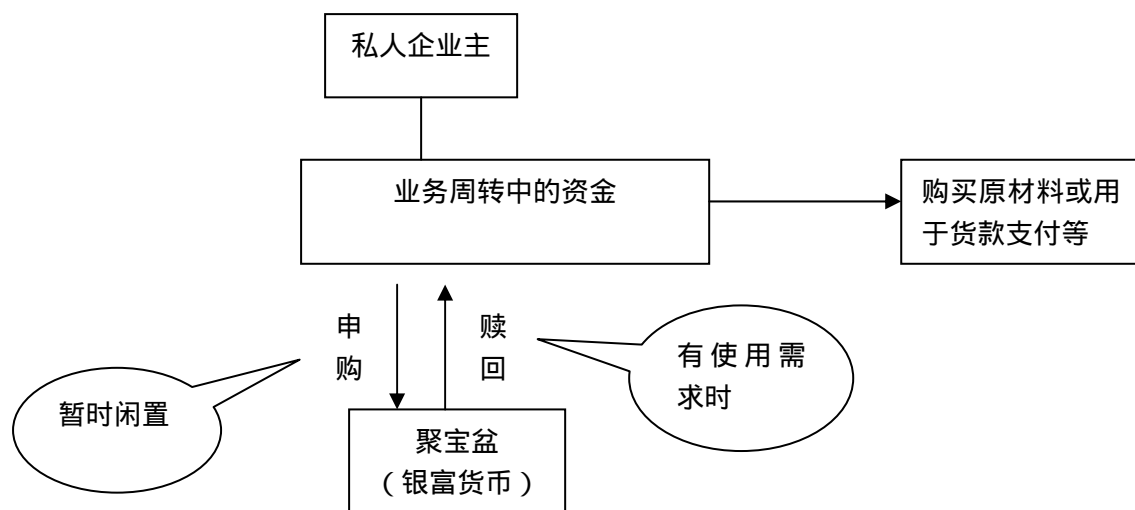 私人企业主
业务周转中的资金
购买原材料或用
于货款支付等
申
购
赎
回
有使用需
求时
暂时闲置
聚宝盆
（银富货币）